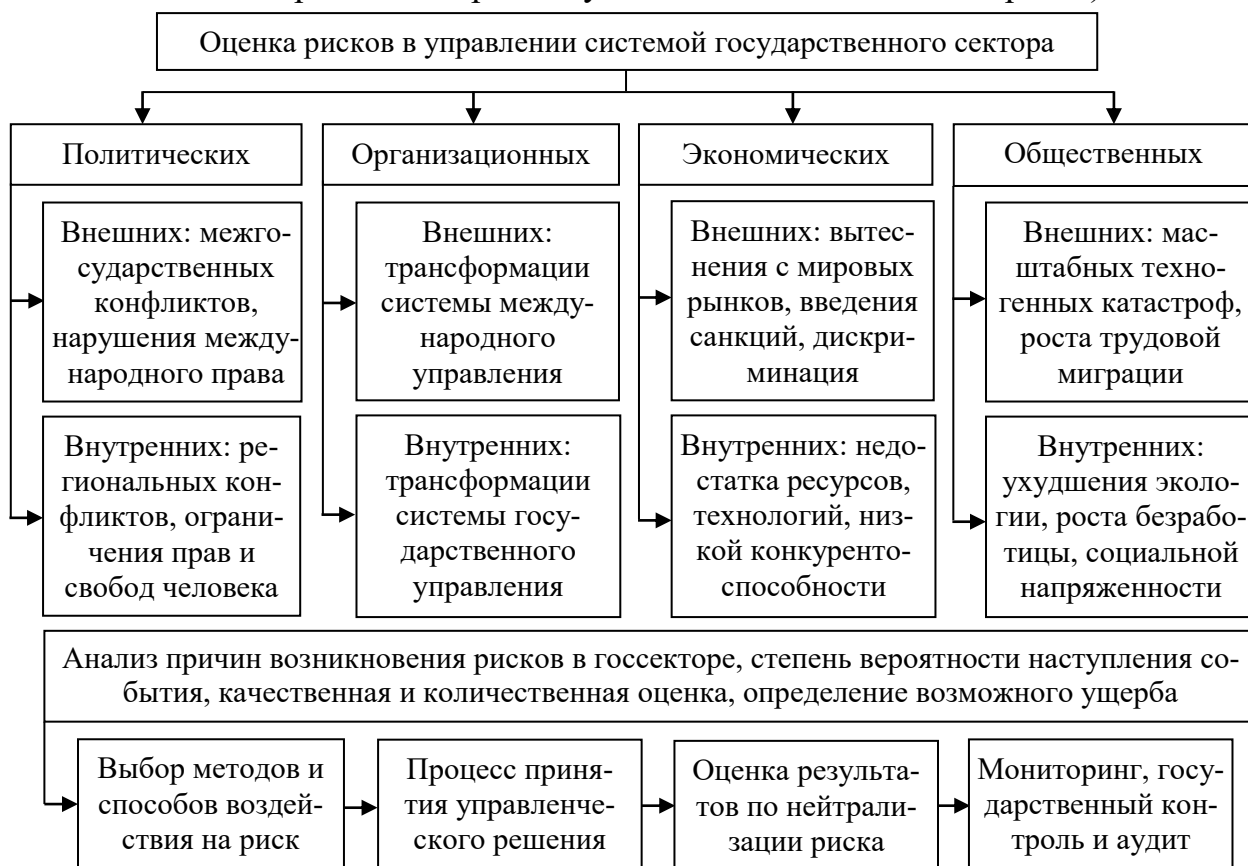 Оценка рисков в управлении системой государственного сектора
Политических
Организационных
Экономических
Общественных
Внешних: межго-
сударственных
конфликтов,
нарушения между-
народного права
Внешних:
трансформации
системы между-
народного
управления
Внешних: вытес-
нения с мировых
рынков, введения
санкций, дискри-
минация
Внешних: мас-
штабных техно-
генных катастроф,
роста трудовой
миграции
Внутренних: ре-
гиональных кон-
фликтов, ограни-
чения прав и
свобод человека
Внутренних:
трансформации
системы госу-
дарственного
управления
Внутренних: недо-
статка ресурсов,
технологий, низ-
кой конкуренто-
способности
Внутренних:
ухудшения эколо-
гии, роста безрабо-
тицы, социальной
напряженности
Анализ причин возникновения рисков в госсекторе, степень вероятности наступления со-
бытия, качественная и количественная оценка, определение возможного ущерба
Выбор методов и
способов воздей-
ствия на риск
Процесс приня-
тия управленче-
ского решения
Оценка результа-
тов по нейтрали-
зации риска
Мониторинг, госу-
дарственный кон-
троль и аудит